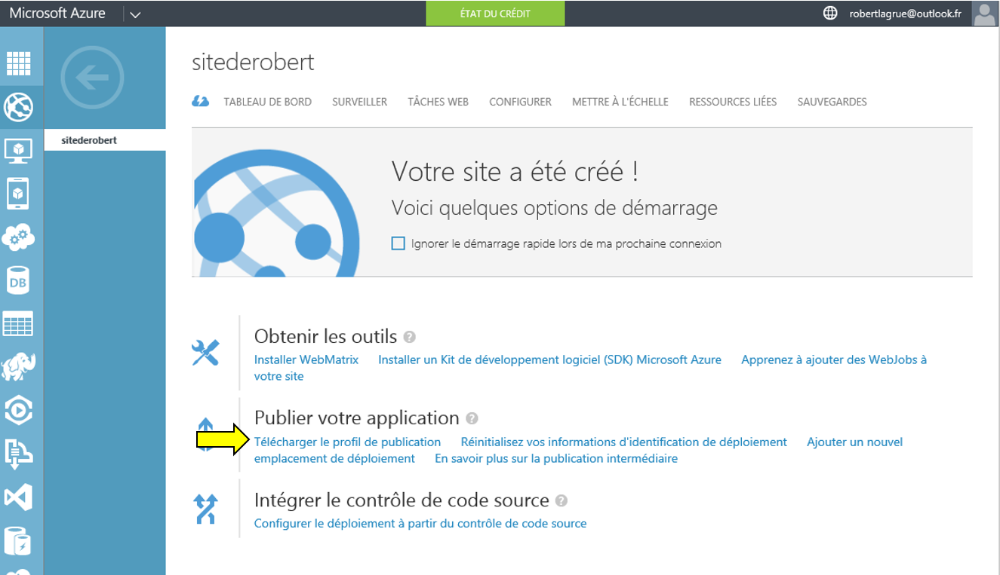 Microsoft Azure
ÉTAT DU CRÉDIT
robertlagrue@outlook.fr
sitederobert
sitederobert
TABLEAU DE BORD SURVEILLER TÂCHES WEB CONFIGURER METTRE À L'ÉCHELLE RESSOURCES LIÉES SAUVEGARDES
Votre site a été créé !
Voici quelques options de démarrage
Ignorer le démarrage rapide lors de ma prochaine connexion
DB
Obtenir les outils ?
Installer WebMatrix Installer un Kit de développement logiciel (SDK) Microsoft Azure Apprenez à ajouter des WebJobs à
votre site
Publier votre application ?
Télécharger le profil de publication Réinitialisez vos informations d'identification de déploiement Ajouter un nouvel
emplacement de déploiement En savoir plus sur la publication intermédiaire
Intégrer le contrôle de code source ?
Configurer le déploiement à partir du contrôle de code source